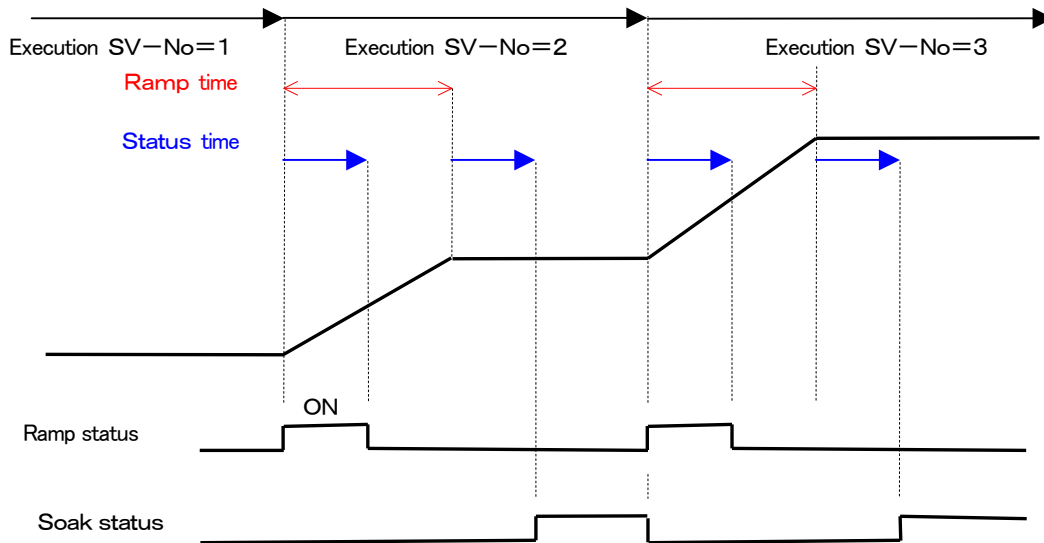 Execution SV－No＝1
Execution SV－No＝2
Execution SV－No＝3
Ramp time
Status time
ON
Ramp status
Soak status